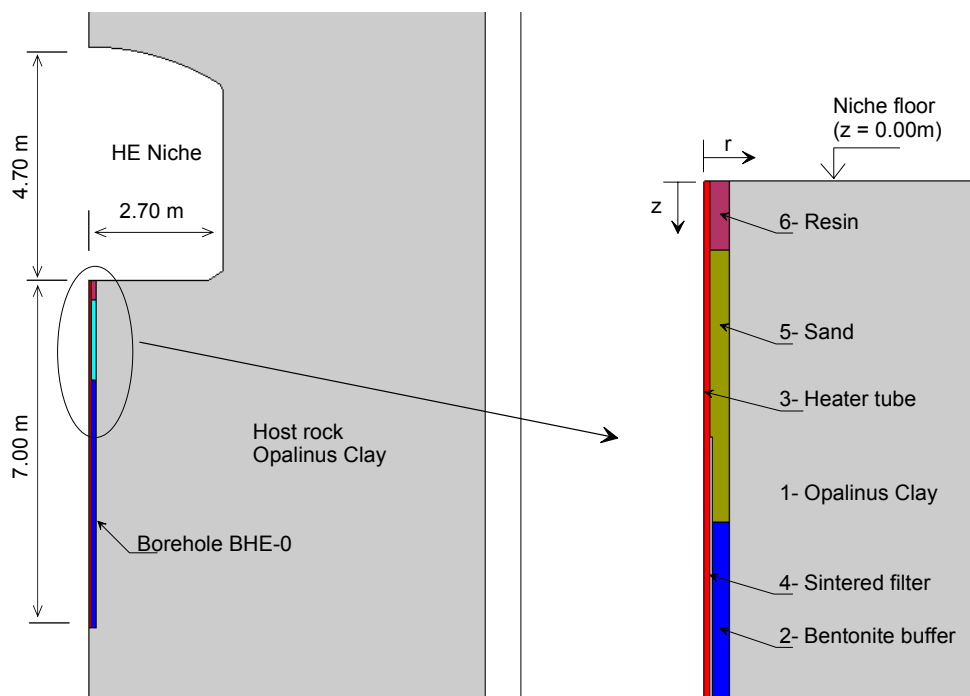 4.70 m
HE Niche
2.70 m
7.00 m
Host rock
Opalinus Clay
Borehole BHE-0
Niche floor
(z = 0.00m)
r
z
6- Resin
5- Sand
3- Heater tube
1- Opalinus Clay
4- Sintered filter
2- Bentonite buffer